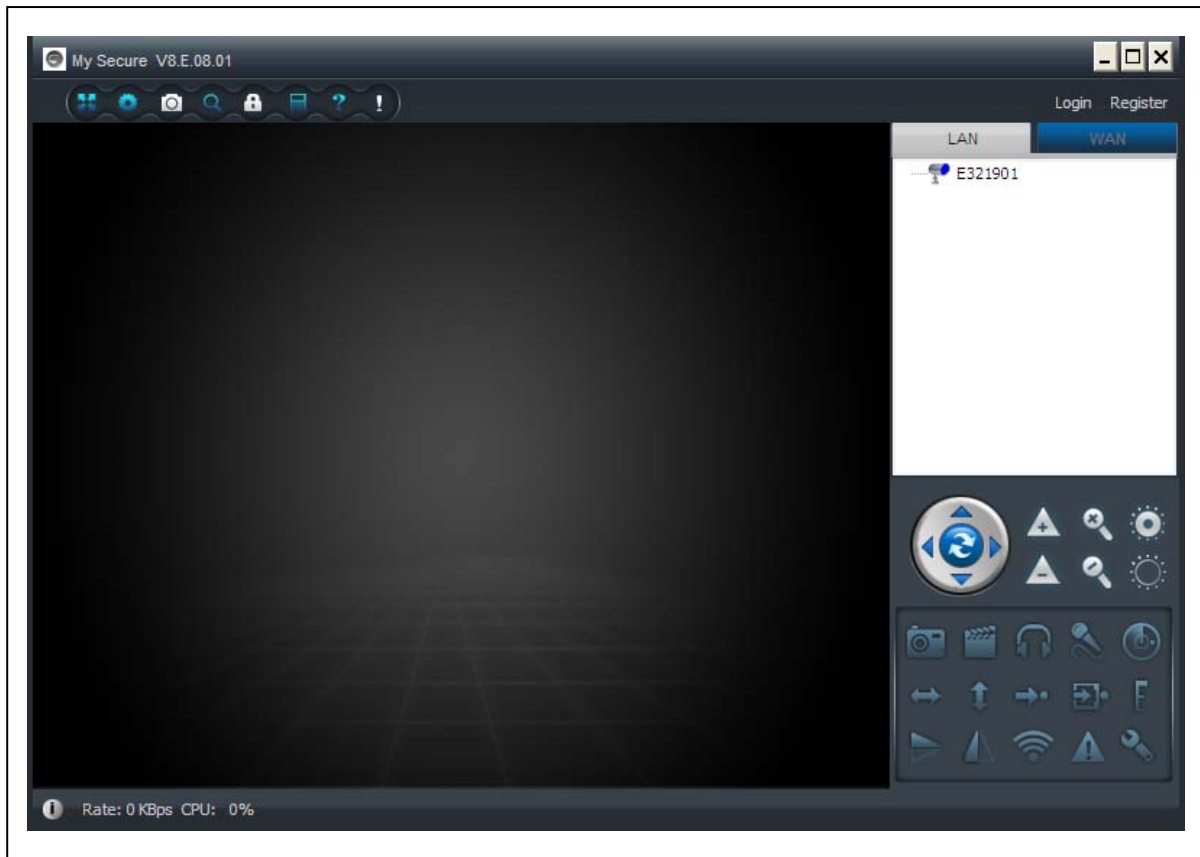 My Secure V8.E.08.01
Login Register
LAN WAN
E321901
Rate: 0 KBps CPU: 0%